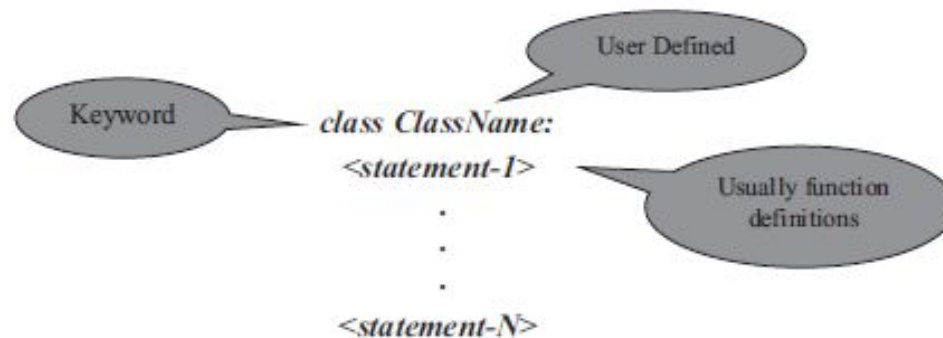 User Defined
Keyword
class ClassName:
<statement-1>
Usually function
definitions
.
.
.
<statement-N>